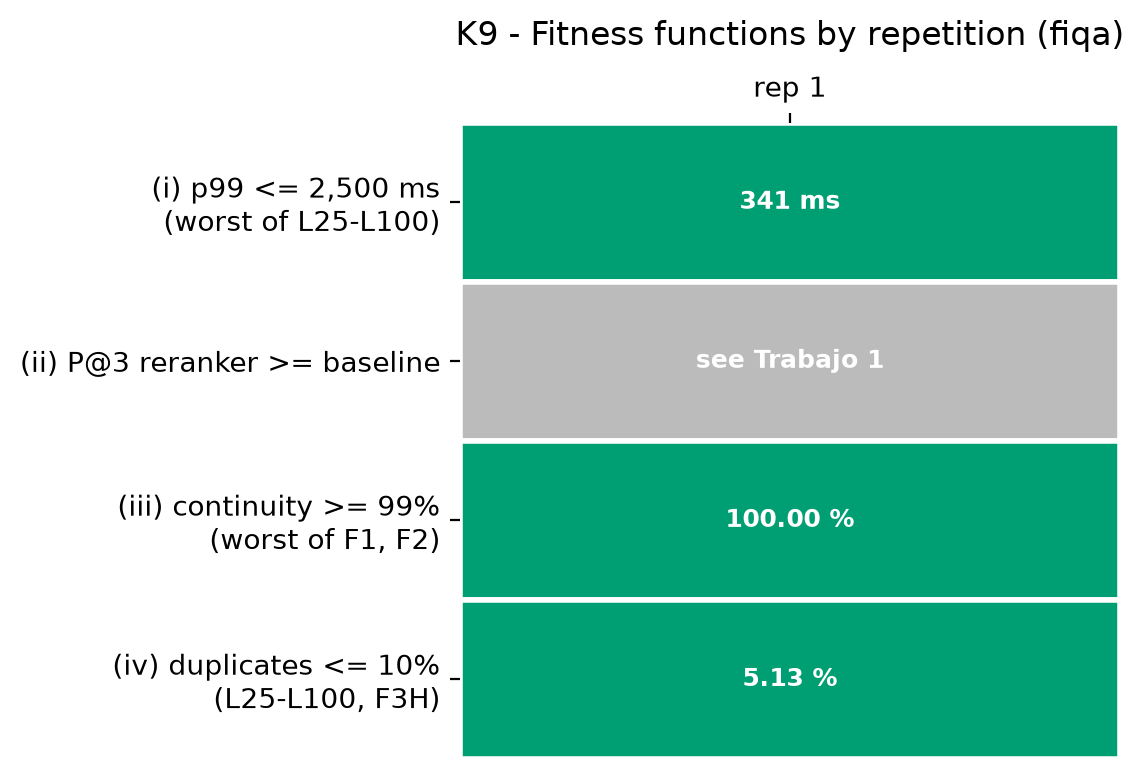 K9 - Fitness functions by repetition (fiqa)
rep 1
(i) p99 <= 2,500 ms
(worst of L25-L100)
341 ms
(ii) P@3 reranker >= baseline
see Trabajo 1
(iii) continuity >= 99%
(worst of F1, F2)
100.00 %
(iv) duplicates <= 10%
(L25-L100, F3H)
5.13 %